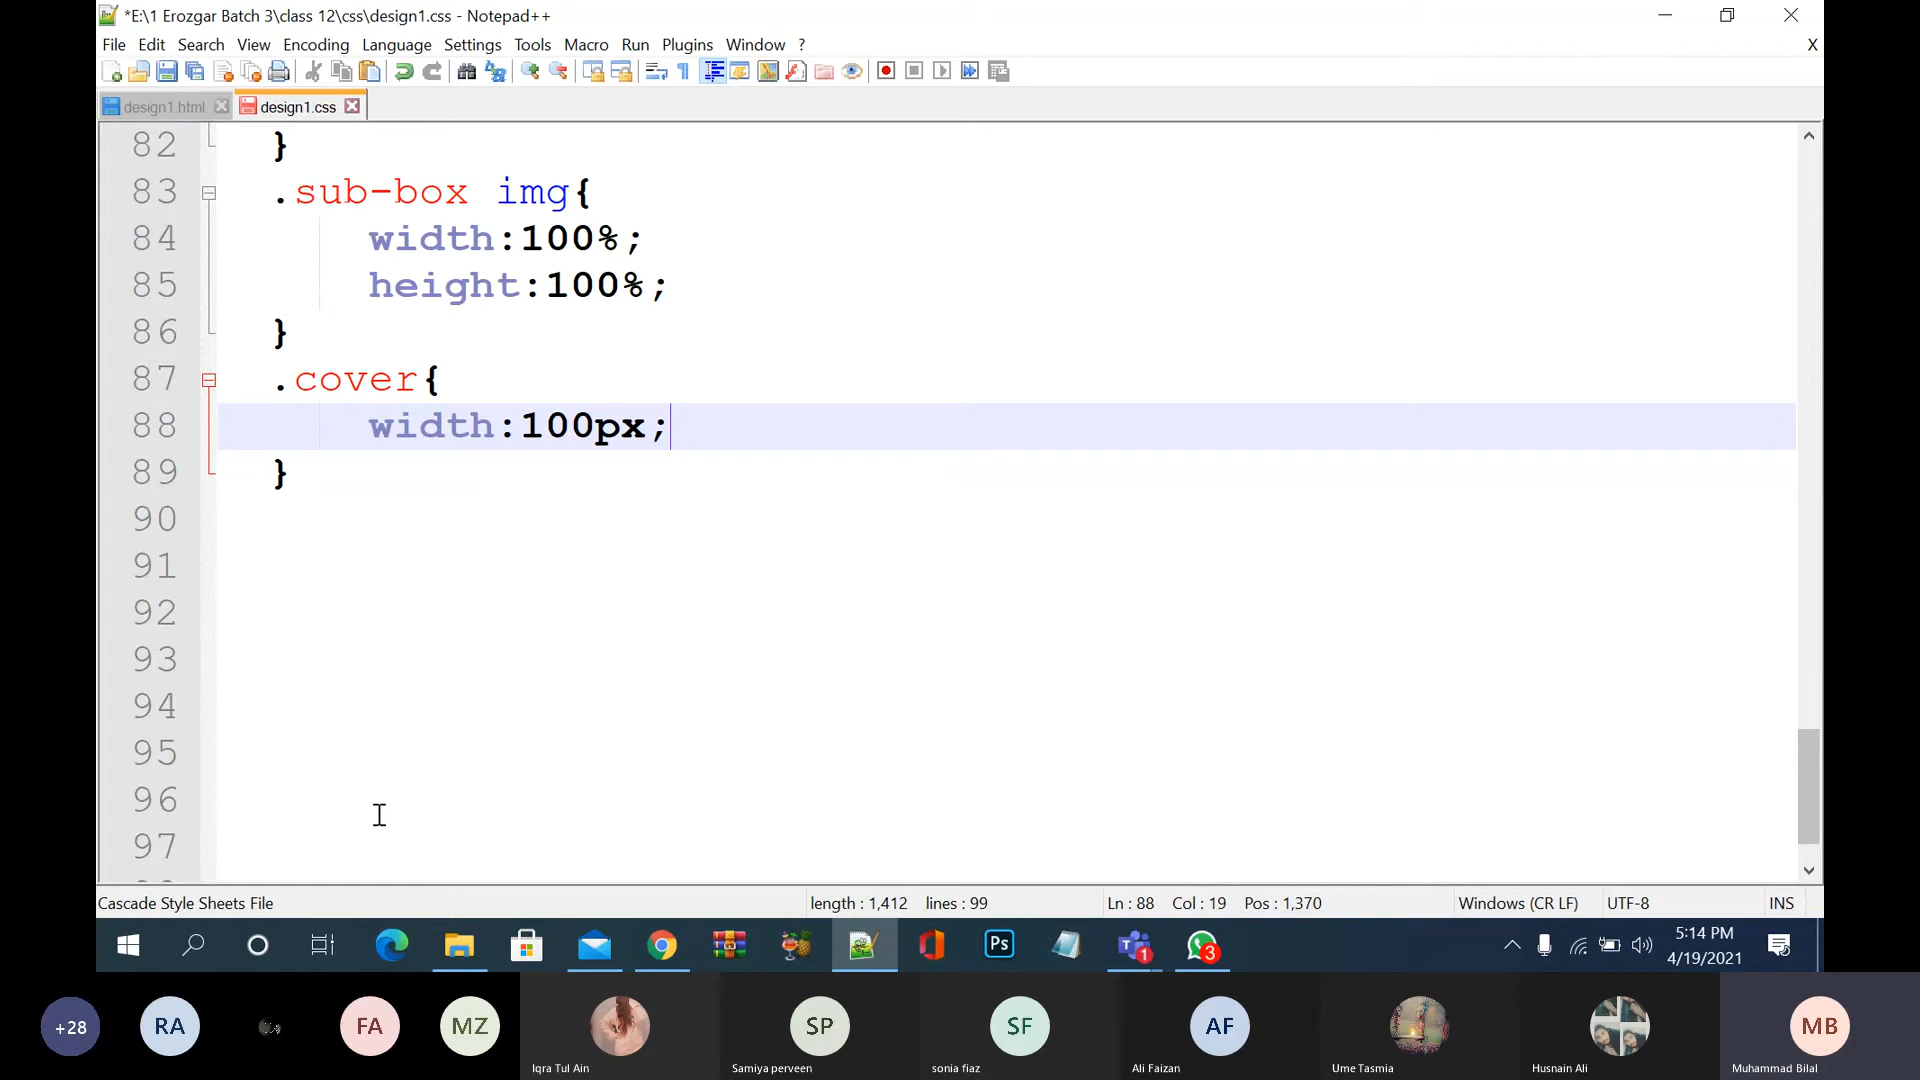 *E:\1 Erozgar Batch 3\class 12\css\design1.css - Notepad++
File Edit Search View Encoding Language Settings Tools Macro Run Plugins Window ? X
design1.html design1.css
82 }
83 .sub-box img{
84 width:100%;
85 height:100%;
86 }
87 .cover{
88 width:100px;
89 }
90
91
92
93
94
95
96
97
Cascade Style Sheets File length : 1,412 lines : 99 Ln : 88 Col : 19 Pos : 1,370 Windows (CR LF) UTF-8 INS
Ps 1 3 5:14 PM
4/19/2021
+28 RA FA MZ SP SF AF MB
Iqra Tul Ain Samiya perveen sonia fiaz Ali Faizan Ume Tasmia Husnain Ali Muhammad Bilal